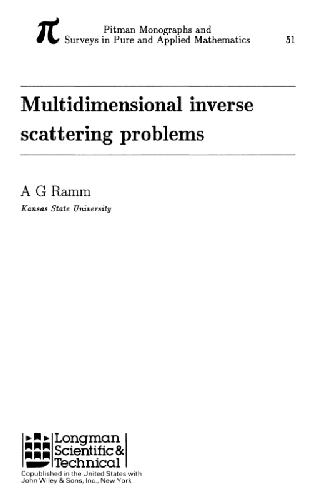 π
Pitman Monographs and
Surveys in Pure and Applied Mathematics 51
Multidimensional inverse
scattering problems
A G Ramm
Kansas State University
Longman
Scientific &
Technical
Copublished in the United States with
John Wiley & Sons, Inc., New York